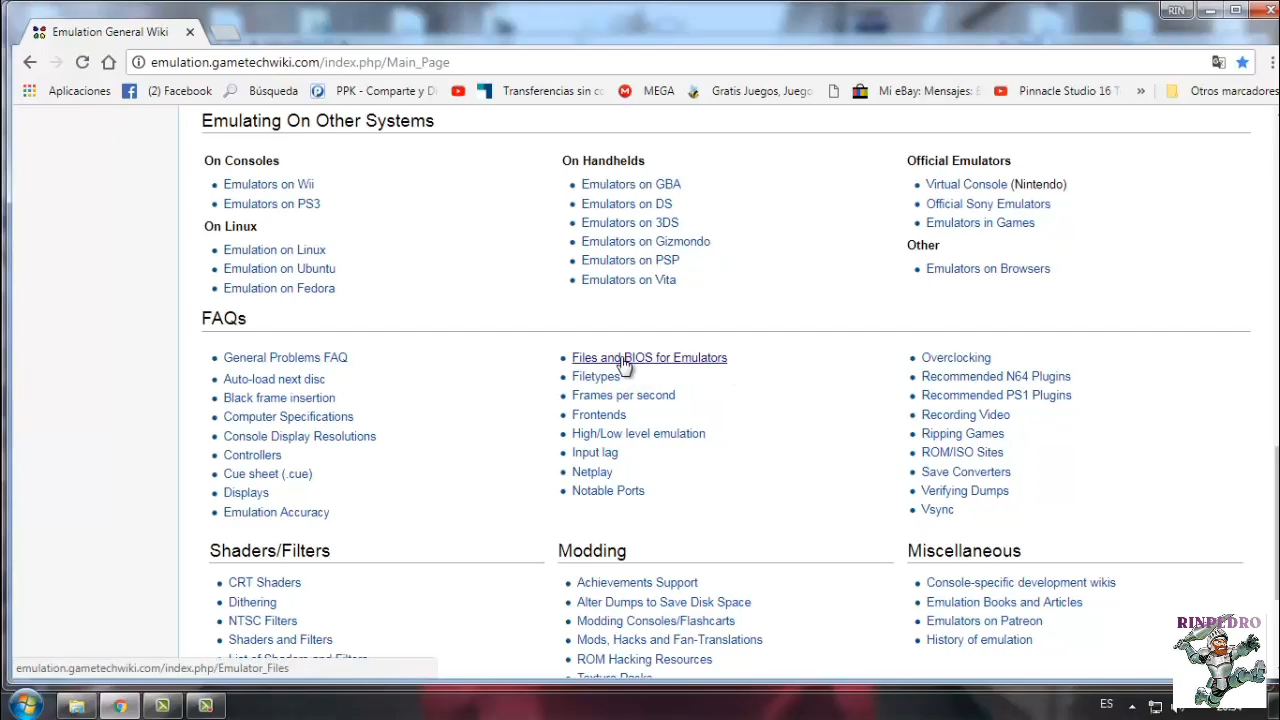 RIN
Emulation General Wiki
emulation.gametechwiki.com/index.php/Main_Page
Aplicaciones (2) Facebook Búsqueda PPK - Comparte y D Transferencias sin c MEGA Gratis Juegos, Juego Mi eBay: Mensajes: Pinnacle Studio 16 T » Otros marcadores
Emulating On Other Systems
On Consoles
Emulators on Wii
Emulators on PS3
On Linux
Emulation on Linux
Emulation on Ubuntu
Emulation on Fedora
On Handhelds
Emulators on GBA
Emulators on DS
Emulators on 3DS
Emulators on Gizmondo
Emulators on PSP
Emulators on Vita
Official Emulators
Virtual Console (Nintendo)
Official Sony Emulators
Emulators in Games
Other
Emulators on Browsers
FAQs
General Problems FAQ
Auto-load next disc
Black frame insertion
Computer Specifications
Console Display Resolutions
Controllers
Cue sheet (.cue)
Displays
Emulation Accuracy
Files and BIOS for Emulators
Filetypes
Frames per second
Frontends
High/Low level emulation
Input lag
Netplay
Notable Ports
Overclocking
Recommended N64 Plugins
Recommended PS1 Plugins
Recording Video
Ripping Games
ROM/ISO Sites
Save Converters
Verifying Dumps
Vsync
Shaders/Filters
CRT Shaders
Dithering
NTSC Filters
Shaders and Filters
List of Shaders and Filters
Modding
Achievements Support
Alter Dumps to Save Disk Space
Modding Consoles/Flashcarts
Mods, Hacks and Fan-Translations
ROM Hacking Resources
Texture Packs
Miscellaneous
Console-specific development wikis
Emulation Books and Articles
Emulators on Patreon
History of emulation
emulation.gametechwiki.com/index.php/Emulator_Files
RINPEDRO
ES